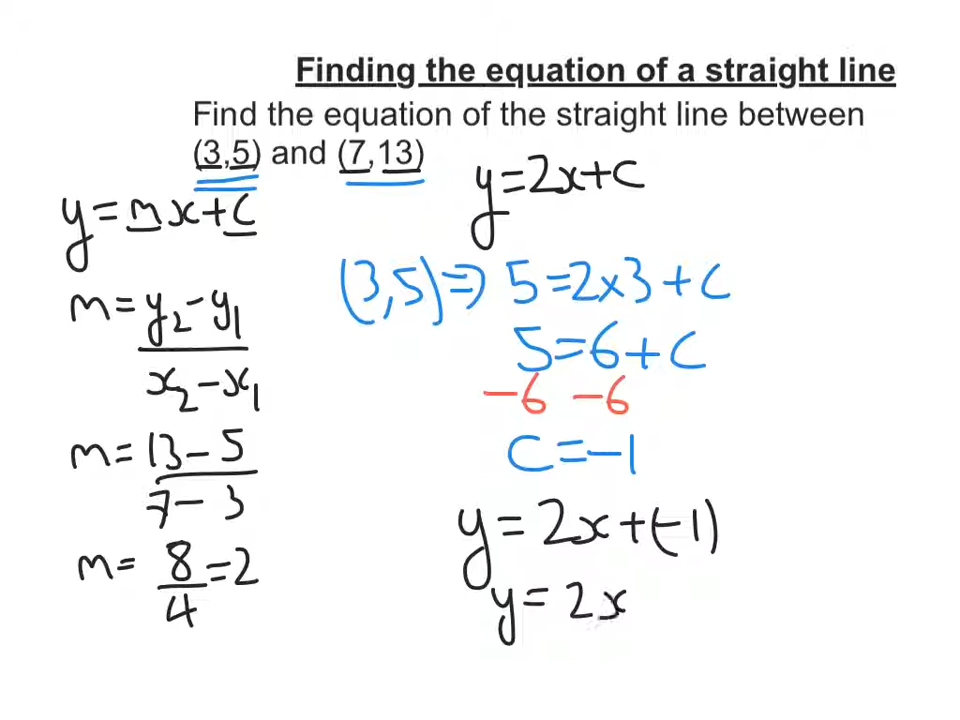 Finding the equation of a straight line
Find the equation of the straight line between
(3,5) and (7,13)
y=mx+c
m=y₂-y₁
x₂-x₁
m=13-5
7-3
m=8=2
4
y=2x+c
(3,5)⇒ 5=2x3+c
5=6+c
-6 -6
c=-1
y=2x+(-1)
y=2x